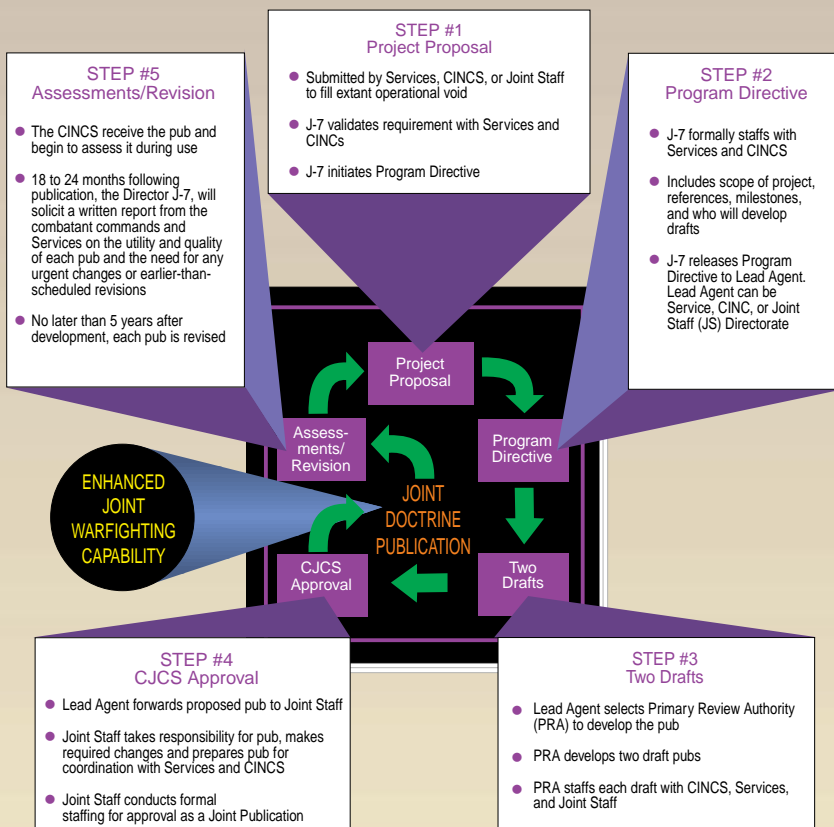 STEP #1
Project Proposal
● Submitted by Services, CINCS, or Joint Staff
to fill extant operational void
● J-7 validates requirement with Services and
CINCs
● J-7 initiates Program Directive
STEP #2
Program Directive
● J-7 formally staffs with
Services and CINCS
● Includes scope of project,
references, milestones,
and who will develop
drafts
● J-7 releases Program
Directive to Lead Agent.
Lead Agent can be
Service, CINC, or Joint
Staff (JS) Directorate
STEP #3
Two Drafts
● Lead Agent selects Primary Review Authority
(PRA) to develop the pub
● PRA develops two draft pubs
● PRA staffs each draft with CINCS, Services,
and Joint Staff
STEP #4
CJCS Approval
● Lead Agent forwards proposed pub to Joint Staff
● Joint Staff takes responsibility for pub, makes
required changes and prepares pub for
coordination with Services and CINCS
● Joint Staff conducts formal
staffing for approval as a Joint Publication
STEP #5
Assessments/Revision
● The CINCS receive the pub and
begin to assess it during use
● 18 to 24 months following
publication, the Director J-7, will
solicit a written report from the
combatant commands and
Services on the utility and quality
of each pub and the need for any
urgent changes or earlier-than-
scheduled revisions
● No later than 5 years after
development, each pub is revised
Project
Proposal
Program
Directive
Two
Drafts
CJCS
Approval
Assess-
ments/
Revision
JOINT
DOCTRINE
PUBLICATION
ENHANCED
JOINT
WARFIGHTING
CAPABILITY